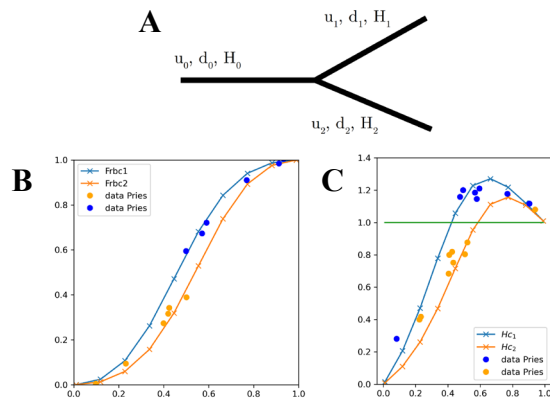 A
u₁, d₁, H₁
u₀, d₀, H₀
u₂, d₂, H₂
B
Frbc1
Frbc2
data Pries
data Pries
1.0
0.8
0.6
0.4
0.2
0.0
0.0 0.2 0.4 0.6 0.8 1.0
C
1.4
1.2
1.0
0.8
0.6
0.4
0.2
0.0
Hc₁
Hc₂
data Pries
data Pries
0.0 0.2 0.4 0.6 0.8 1.0